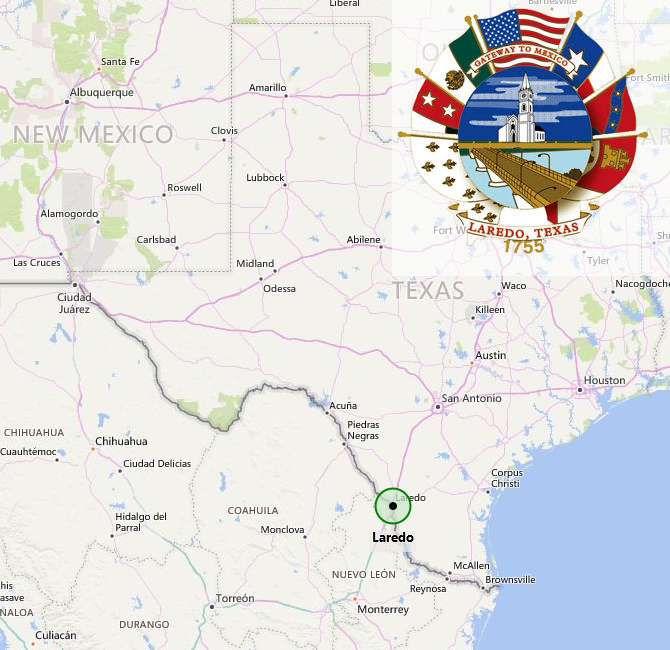 Liberal
Bartlesville
GATEWAY TO MEXICO
LAREDO, TEXAS
1755
Santa Fe
Albuquerque
Amarillo
Fort Smith
NEW MEXICO
Clovis
Roswell
Lubbock
Alamogordo
Carlsbad
Abilene
Fort W
Tyler
Las Cruces
Midland
Odessa
TEXAS
Waco
Nacogdoche
Ciudad
Juárez
Killeen
Austin
Houston
San Antonio
Acuña
Piedras
Negras
CHIHUAHUA
Chihuahua
Cuauhtémoc
Ciudad Delicias
Corpus
Christi
Laredo
COAHUILA
Hidalgo del
Parral
Monclova
Laredo
McAllen
NUEVO LEÓN
Brownsville
Reynosa
his
asave
Torreón
Monterrey
NALOA
DURANGO
Culiacán